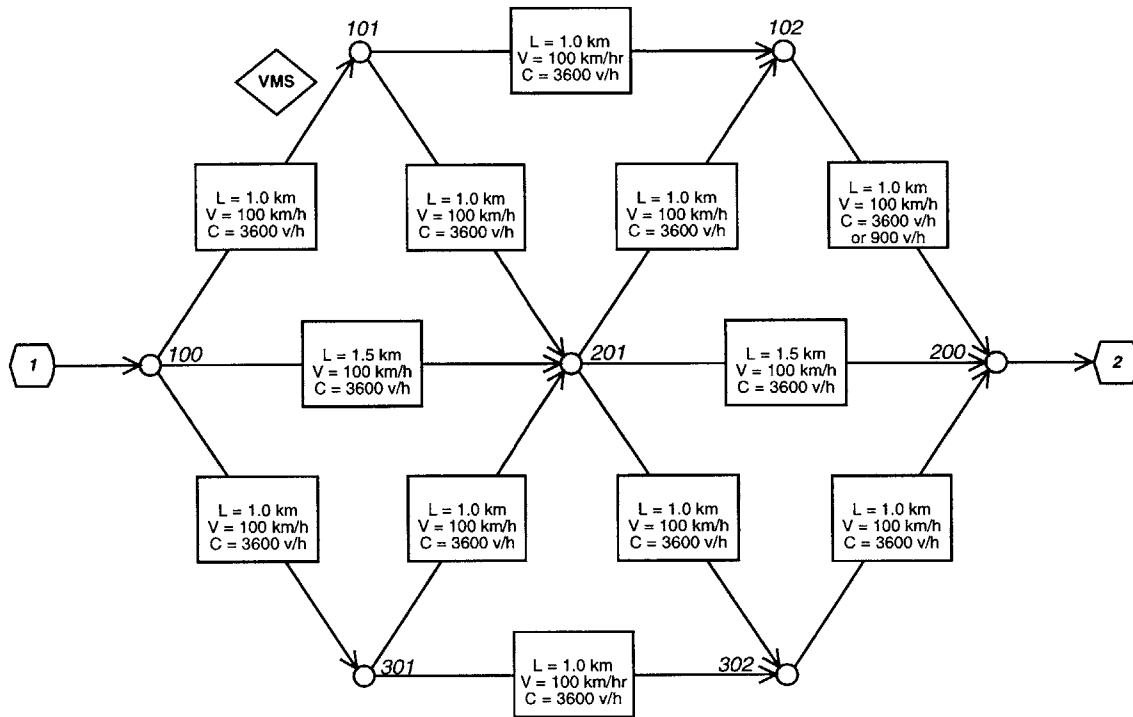 101
102
VMS
L = 1.0 km
V = 100 km/hr
C = 3600 v/h
L = 1.0 km
V = 100 km/h
C = 3600 v/h
L = 1.0 km
V = 100 km/h
C = 3600 v/h
L = 1.0 km
V = 100 km/h
C = 3600 v/h
L = 1.0 km
V = 100 km/h
C = 3600 v/h
or 900 v/h
1
100
L = 1.5 km
V = 100 km/h
C = 3600 v/h
201
L = 1.5 km
V = 100 km/h
C = 3600 v/h
200
2
L = 1.0 km
V = 100 km/h
C = 3600 v/h
L = 1.0 km
V = 100 km/h
C = 3600 v/h
L = 1.0 km
V = 100 km/h
C = 3600 v/h
L = 1.0 km
V = 100 km/h
C = 3600 v/h
301
L = 1.0 km
V = 100 km/hr
C = 3600 v/h
302